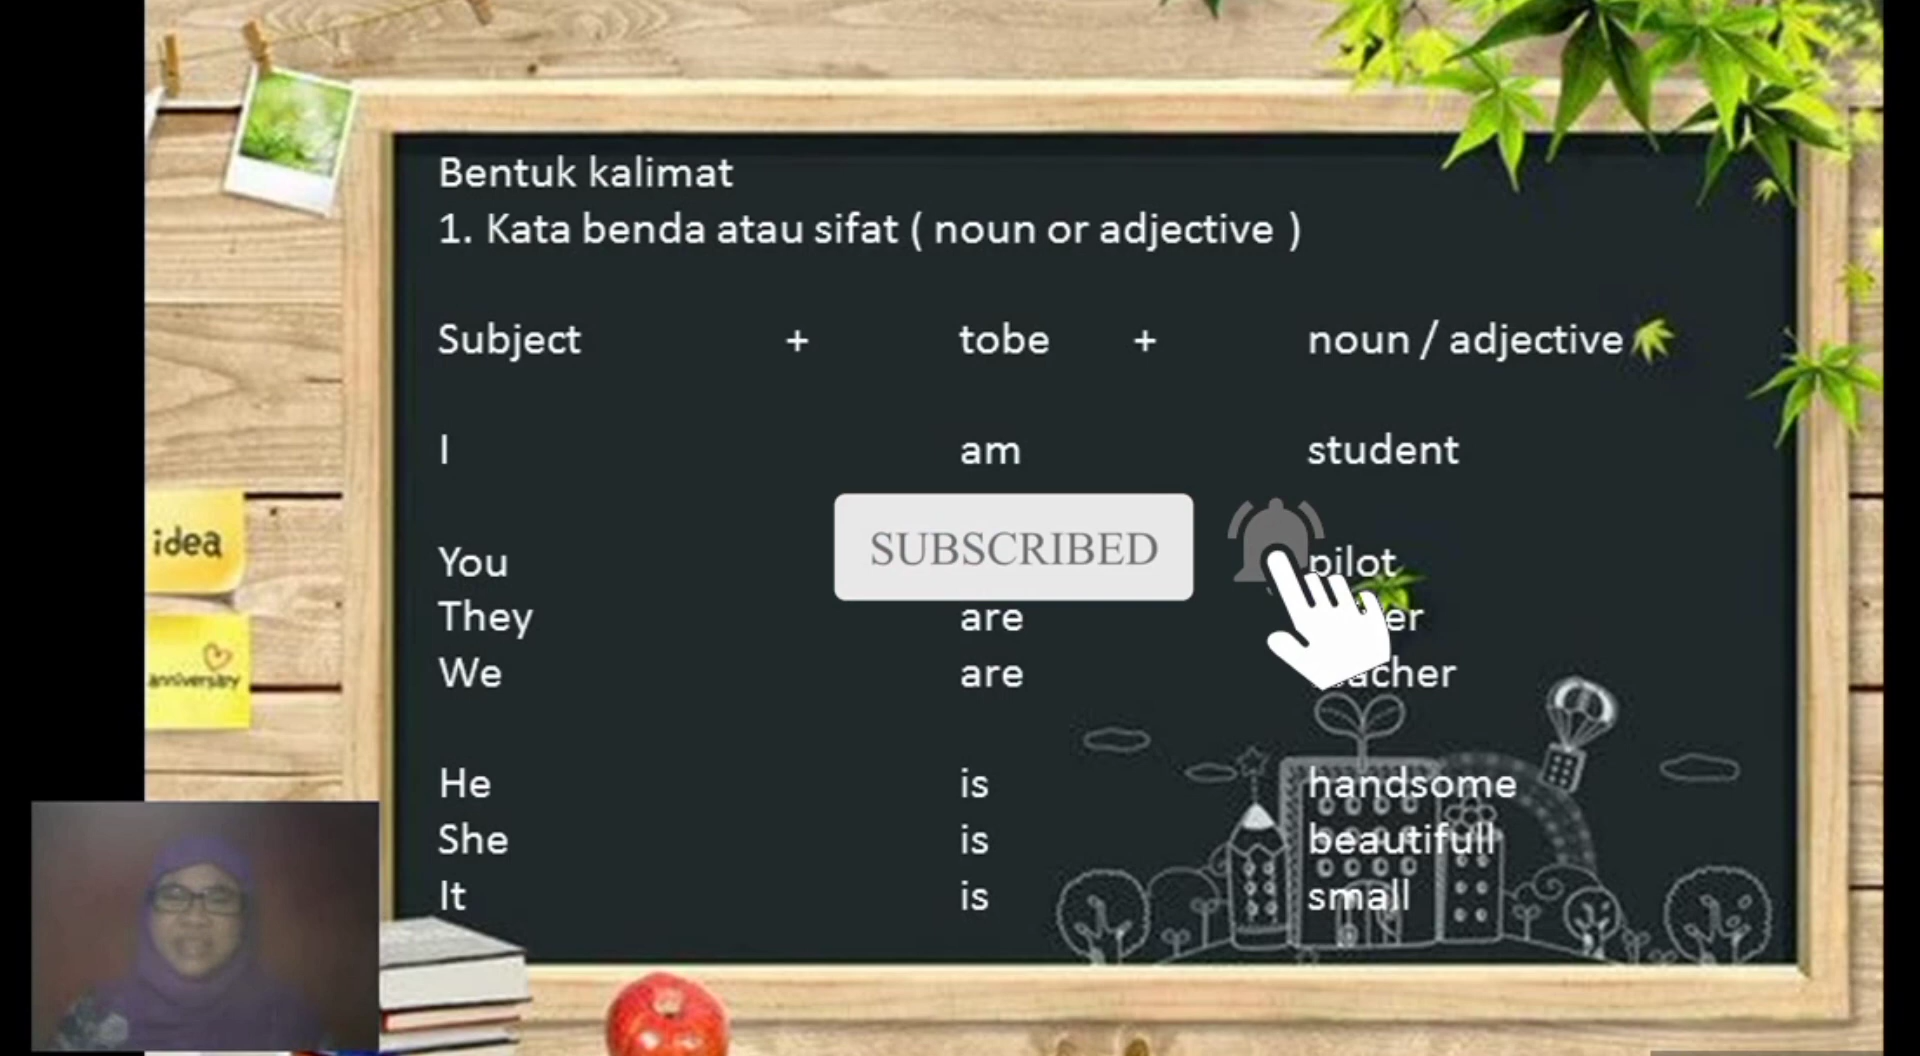 Bentuk kalimat
1. Kata benda atau sifat ( noun or adjective )
Subject + tobe + noun / adjective
I am student
SUBSCRIBED
You pilot
They are
We are
He is handsome
She is beautifull
It is small
idea
anniversary